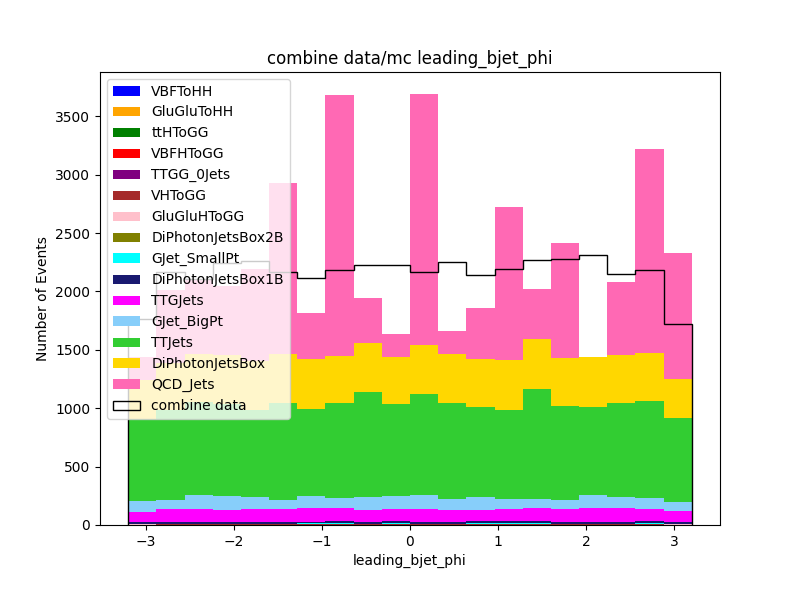 combine data/mc leading_bjet_phi
VBFToHH
GluGluToHH
ttHToGG
VBFHToGG
TTGG_0Jets
VHToGG
GluGluHToGG
DiPhotonJetsBox2B
GJet_SmallPt
DiPhotonJetsBox1B
TTGJets
GJet_BigPt
TTJets
DiPhotonJetsBox
QCD_Jets
combine data
Number of Events
3500
3000
2500
2000
1500
1000
500
0
−3 −2 −1 0 1 2 3
leading_bjet_phi